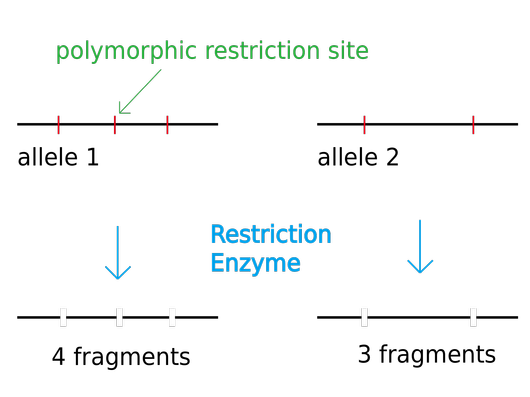 polymorphic restriction site
allele 1
allele 2
Restriction
Enzyme
4 fragments
3 fragments